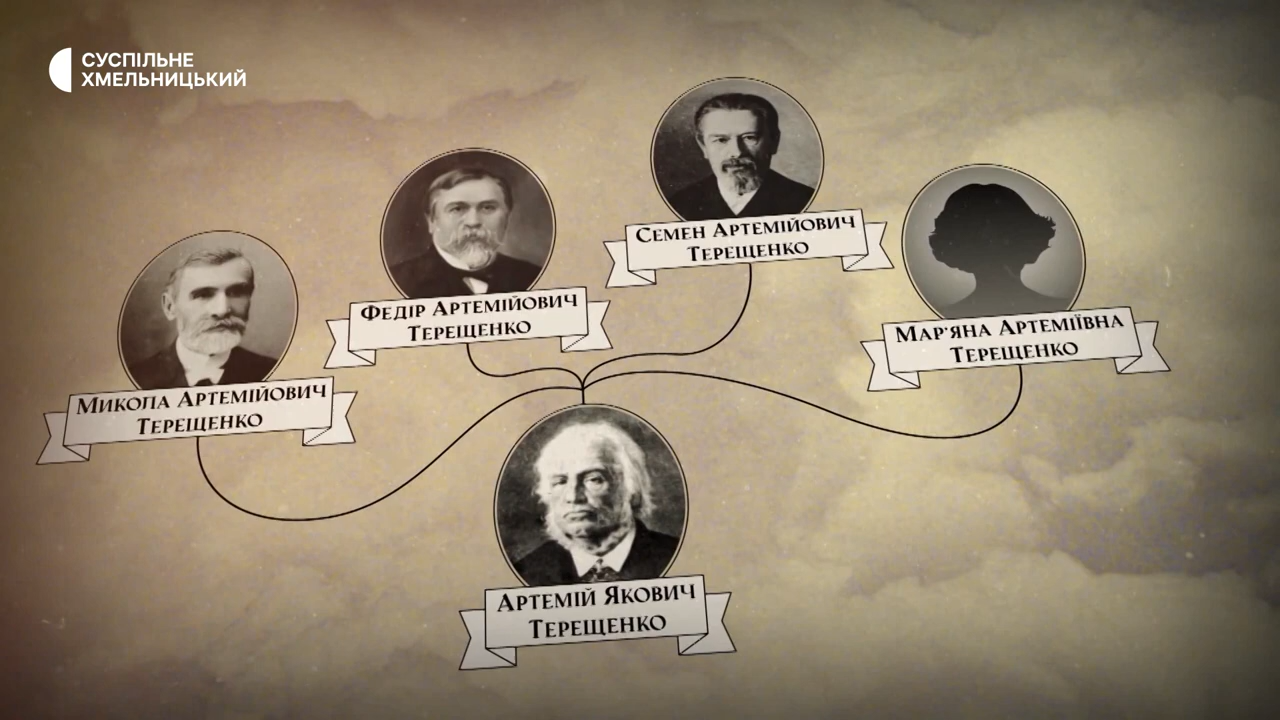 СУСПІЛЬНЕ
ХМЕЛЬНИЦЬКИЙ
Семен Артемійович
Терещенко
Федір Артемійович
Терещенко
Мар'яна Артеміївна
Терещенко
Микола Артемійович
Терещенко
Артемій Якович
Терещенко